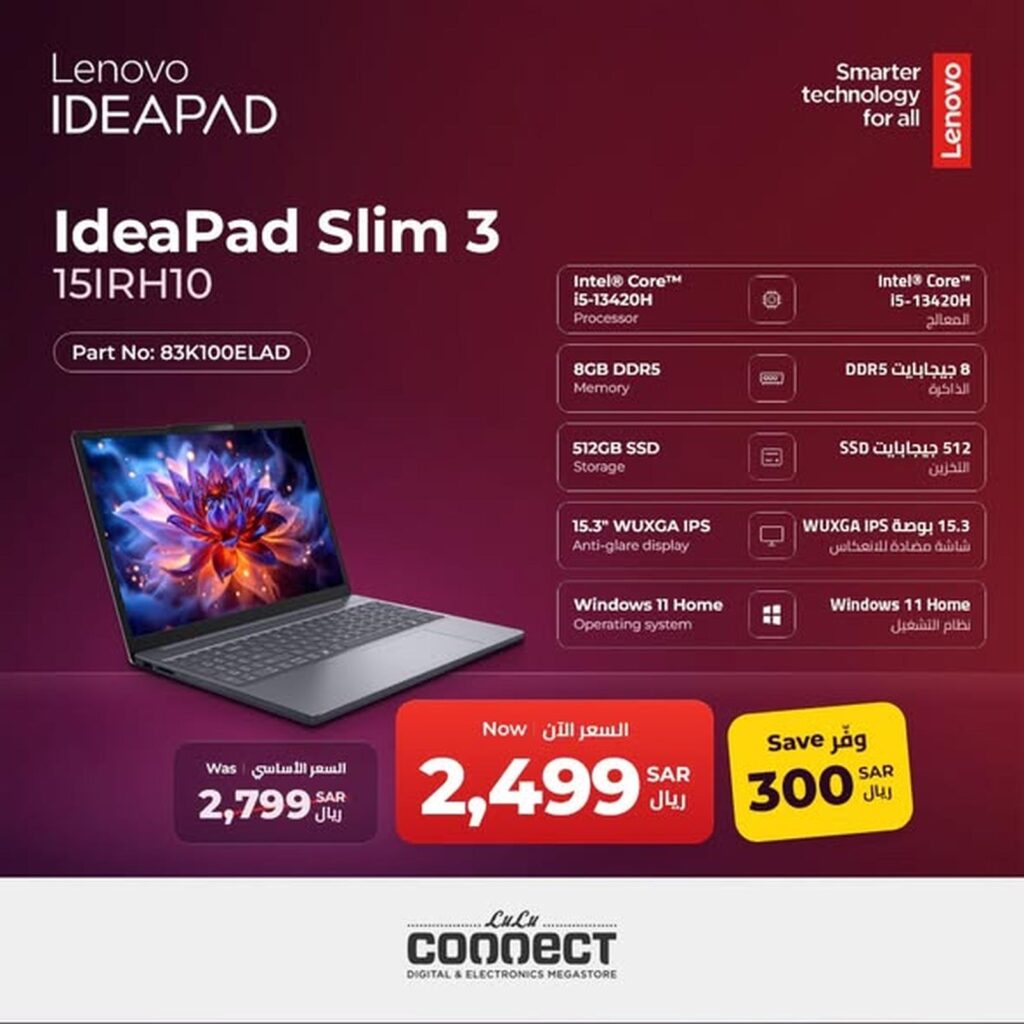 Lenovo
IDEAPAD
Smarter
technology
for all
Lenovo
IdeaPad Slim 3
15IRH10
Part No: 83K100ELAD
Intel® Core™
i5-13420H
Processor
Intel® Core™
i5-13420H
المعالج
8GB DDR5
Memory
8 جيجابايت DDR5
الذاكرة
512GB SSD
Storage
512 جيجابايت SSD
التخزين
15.3" WUXGA IPS
Anti-glare display
15.3 بوصة WUXGA IPS
شاشة مضادة للانعكاس
Windows 11 Home
Operating system
Windows 11 Home
نظام التشغيل
Was | السعر الأساسي
2,799 SAR
ريال
Now | السعر الآن
2,499 SAR
ريال
Save وفّر
300 SAR
ريال
LuLu
connect
DIGITAL & ELECTRONICS MEGASTORE